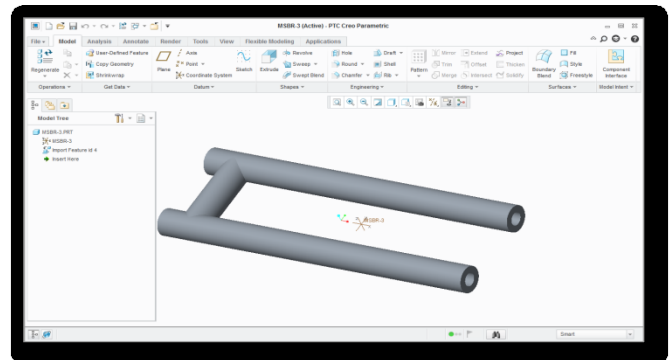 MSBR-3 (Active) - PTC Creo Parametric
File Model Analysis Annotate Render Tools View Flexible Modeling Applications
User-Defined Feature Axis Revolve Hole Draft Mirror Extend Project Fill
Copy Geometry Point Sweep Round Shell Trim Offset Thicken Style
Shrinkwrap Coordinate System Swept Blend Chamfer Rib Merge Intersect Solidify Freestyle
Regenerate Plane Sketch Extrude Pattern Boundary Blend Component Interface
Operations Get Data Datum Shapes Engineering Editing Surfaces Model Intent
Model Tree
MSBR-3.PRT
MSBR-3
Import Feature id 4
Insert Here
MSBR-3
Smart